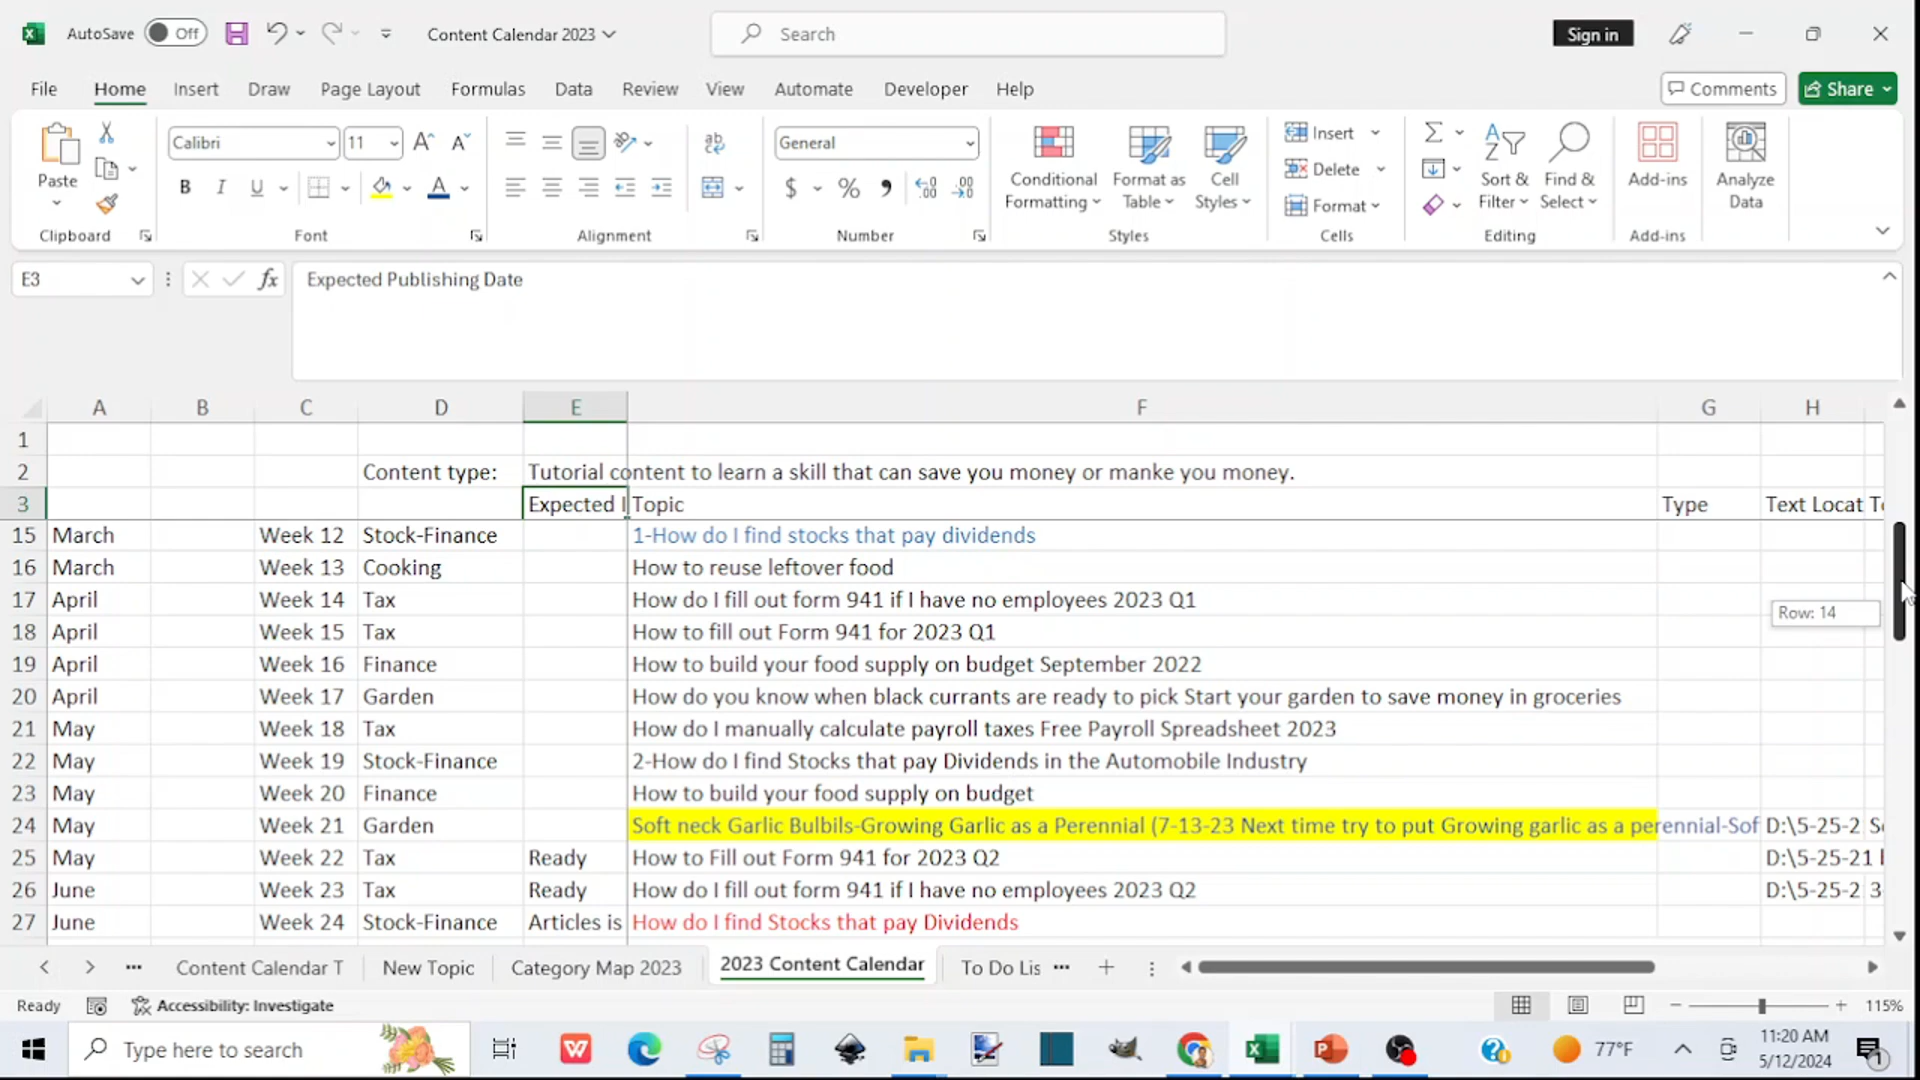 AutoSave Off Content Calendar 2023 Search Sign in
File Home Insert Draw Page Layout Formulas Data Review View Automate Developer Help Comments Share
Paste Calibri 11 General Conditional Formatting Format as Table Cell Styles Insert Delete Format Sort & Filter Find & Select Add-ins Analyze Data
Clipboard Font Alignment Number Styles Cells Editing Add-ins
E3 fx Expected Publishing Date
A B C D E F G H
1
2 Content type: Tutorial content to learn a skill that can save you money or manke you money.
3 Expected Topic Type Text Locat
15 March Week 12 Stock-Finance 1-How do I find stocks that pay dividends
16 March Week 13 Cooking How to reuse leftover food
17 April Week 14 Tax How do I fill out form 941 if I have no employees 2023 Q1
Row: 14
18 April Week 15 Tax How to fill out Form 941 for 2023 Q1
19 April Week 16 Finance How to build your food supply on budget September 2022
20 April Week 17 Garden How do you know when black currants are ready to pick Start your garden to save money in groceries
21 May Week 18 Tax How do I manually calculate payroll taxes Free Payroll Spreadsheet 2023
22 May Week 19 Stock-Finance 2-How do I find Stocks that pay Dividends in the Automobile Industry
23 May Week 20 Finance How to build your food supply on budget
24 May Week 21 Garden Soft neck Garlic Bulbils-Growing Garlic as a Perennial (7-13-23 Next time try to put Growing garlic as a perennial-Sof D:\5-25-2
25 May Week 22 Tax Ready How to Fill out Form 941 for 2023 Q2 D:\5-25-21
26 June Week 23 Tax Ready How do I fill out form 941 if I have no employees 2023 Q2 D:\5-25-2 3
27 June Week 24 Stock-Finance Articles is How do I find Stocks that pay Dividends
... Content Calendar T New Topic Category Map 2023 2023 Content Calendar To Do Lis ...
Ready Accessibility: Investigate 115%
Type here to search 77°F 11:20 AM
5/12/2024